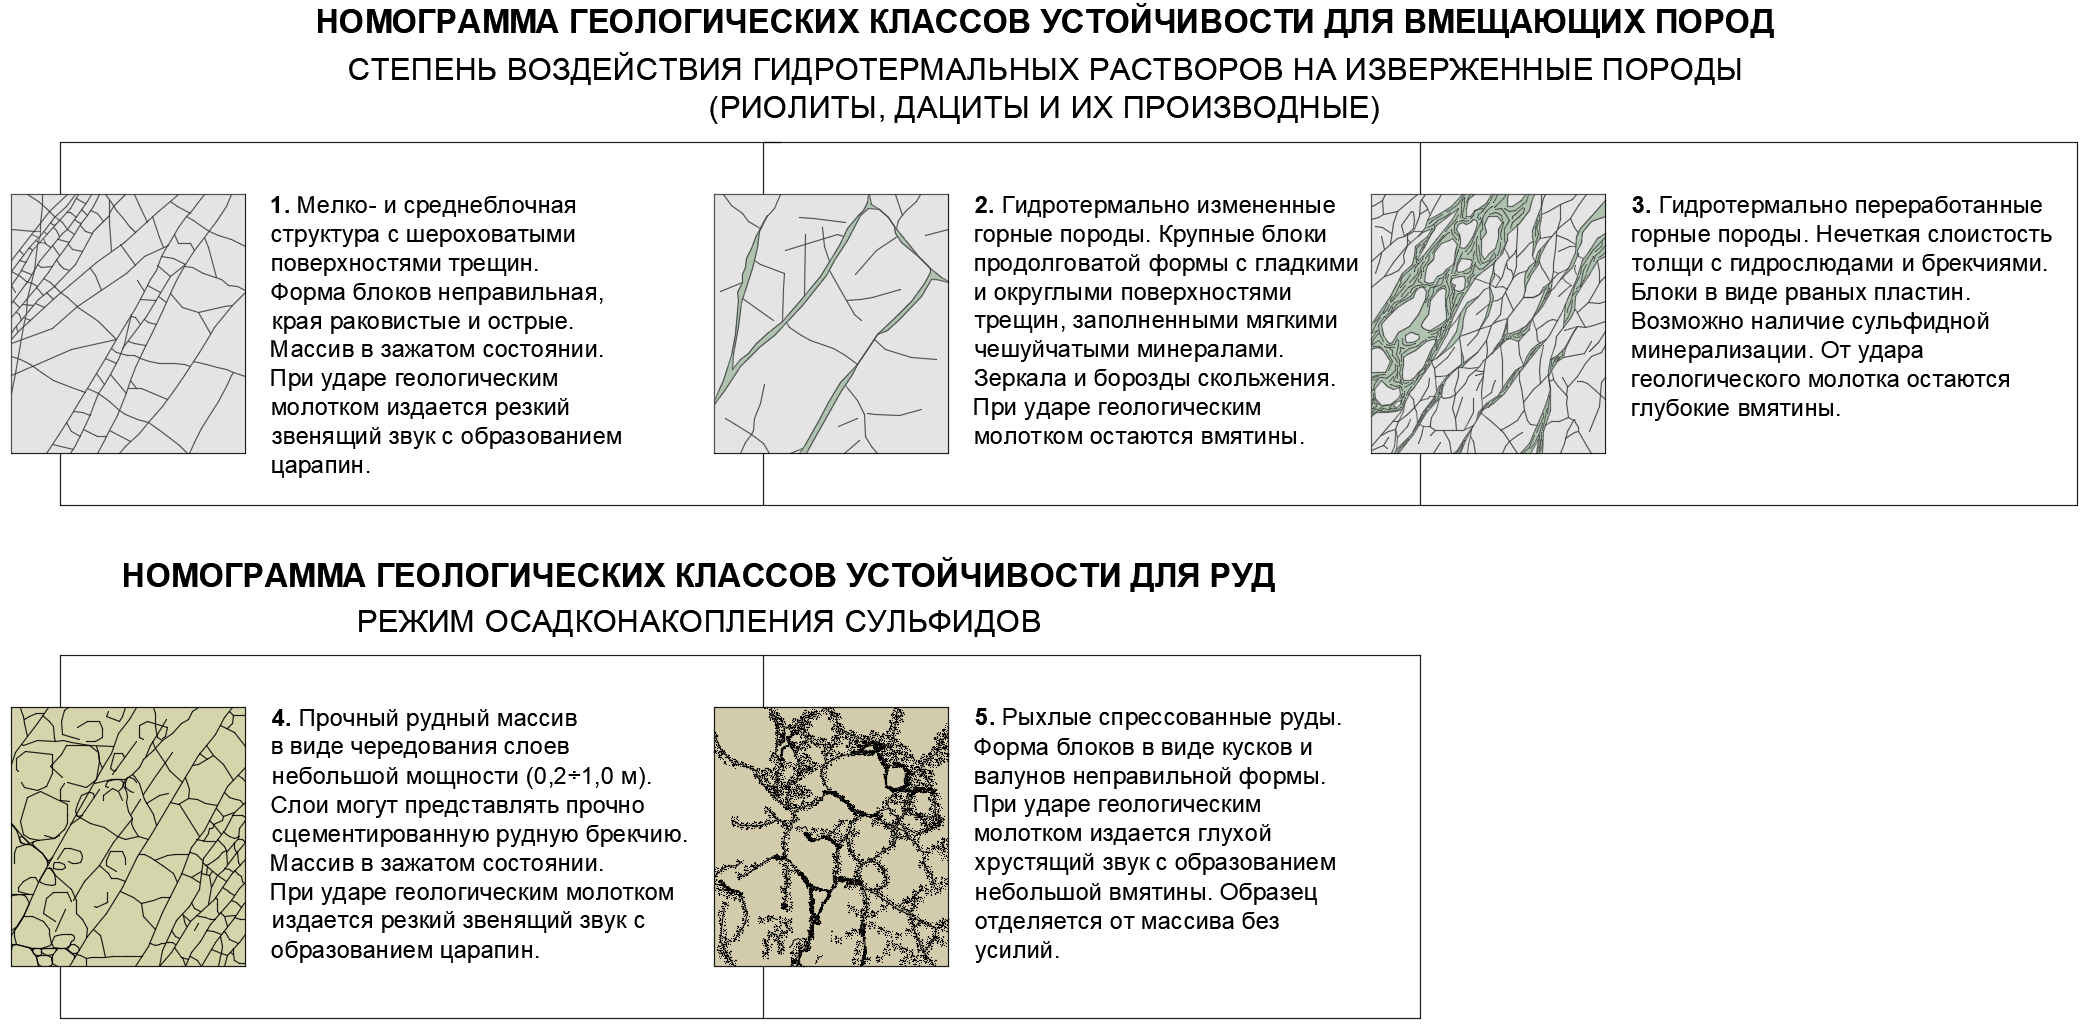 НОМОГРАММА ГЕОЛОГИЧЕСКИХ КЛАССОВ УСТОЙЧИВОСТИ ДЛЯ ВМЕЩАЮЩИХ ПОРОД
СТЕПЕНЬ ВОЗДЕЙСТВИЯ ГИДРОТЕРМАЛЬНЫХ РАСТВОРОВ НА ИЗВЕРЖЕННЫЕ ПОРОДЫ
(РИОЛИТЫ, ДАЦИТЫ И ИХ ПРОИЗВОДНЫЕ)
1. Мелко- и среднеблочная
структура с шероховатыми
поверхностями трещин.
Форма блоков неправильная,
края раковистые и острые.
Массив в зажатом состоянии.
При ударе геологическим
молотком издается резкий
звенящий звук с образованием
царапин.
2. Гидротермально измененные
горные породы. Крупные блоки
продолговатой формы с гладкими
и округлыми поверхностями
трещин, заполненными мягкими
чешуйчатыми минералами.
Зеркала и борозды скольжения.
При ударе геологическим
молотком остаются вмятины.
3. Гидротермально переработанные
горные породы. Нечеткая слоистость
толщи с гидрослюдами и брекчиями.
Блоки в виде рваных пластин.
Возможно наличие сульфидной
минерализации. От удара
геологического молотка остаются
глубокие вмятины.
НОМОГРАММА ГЕОЛОГИЧЕСКИХ КЛАССОВ УСТОЙЧИВОСТИ ДЛЯ РУД
РЕЖИМ ОСАДКОНАКОПЛЕНИЯ СУЛЬФИДОВ
4. Прочный рудный массив
в виде чередования слоев
небольшой мощности (0,2÷1,0 м).
Слои могут представлять прочно
сцементированную рудную брекчию.
Массив в зажатом состоянии.
При ударе геологическим молотком
издается резкий звенящий звук с
образованием царапин.
5. Рыхлые спрессованные руды.
Форма блоков в виде кусков и
валунов неправильной формы.
При ударе геологическим
молотком издается глухой
хрустящий звук с образованием
небольшой вмятины. Образец
отделяется от массива без
усилий.